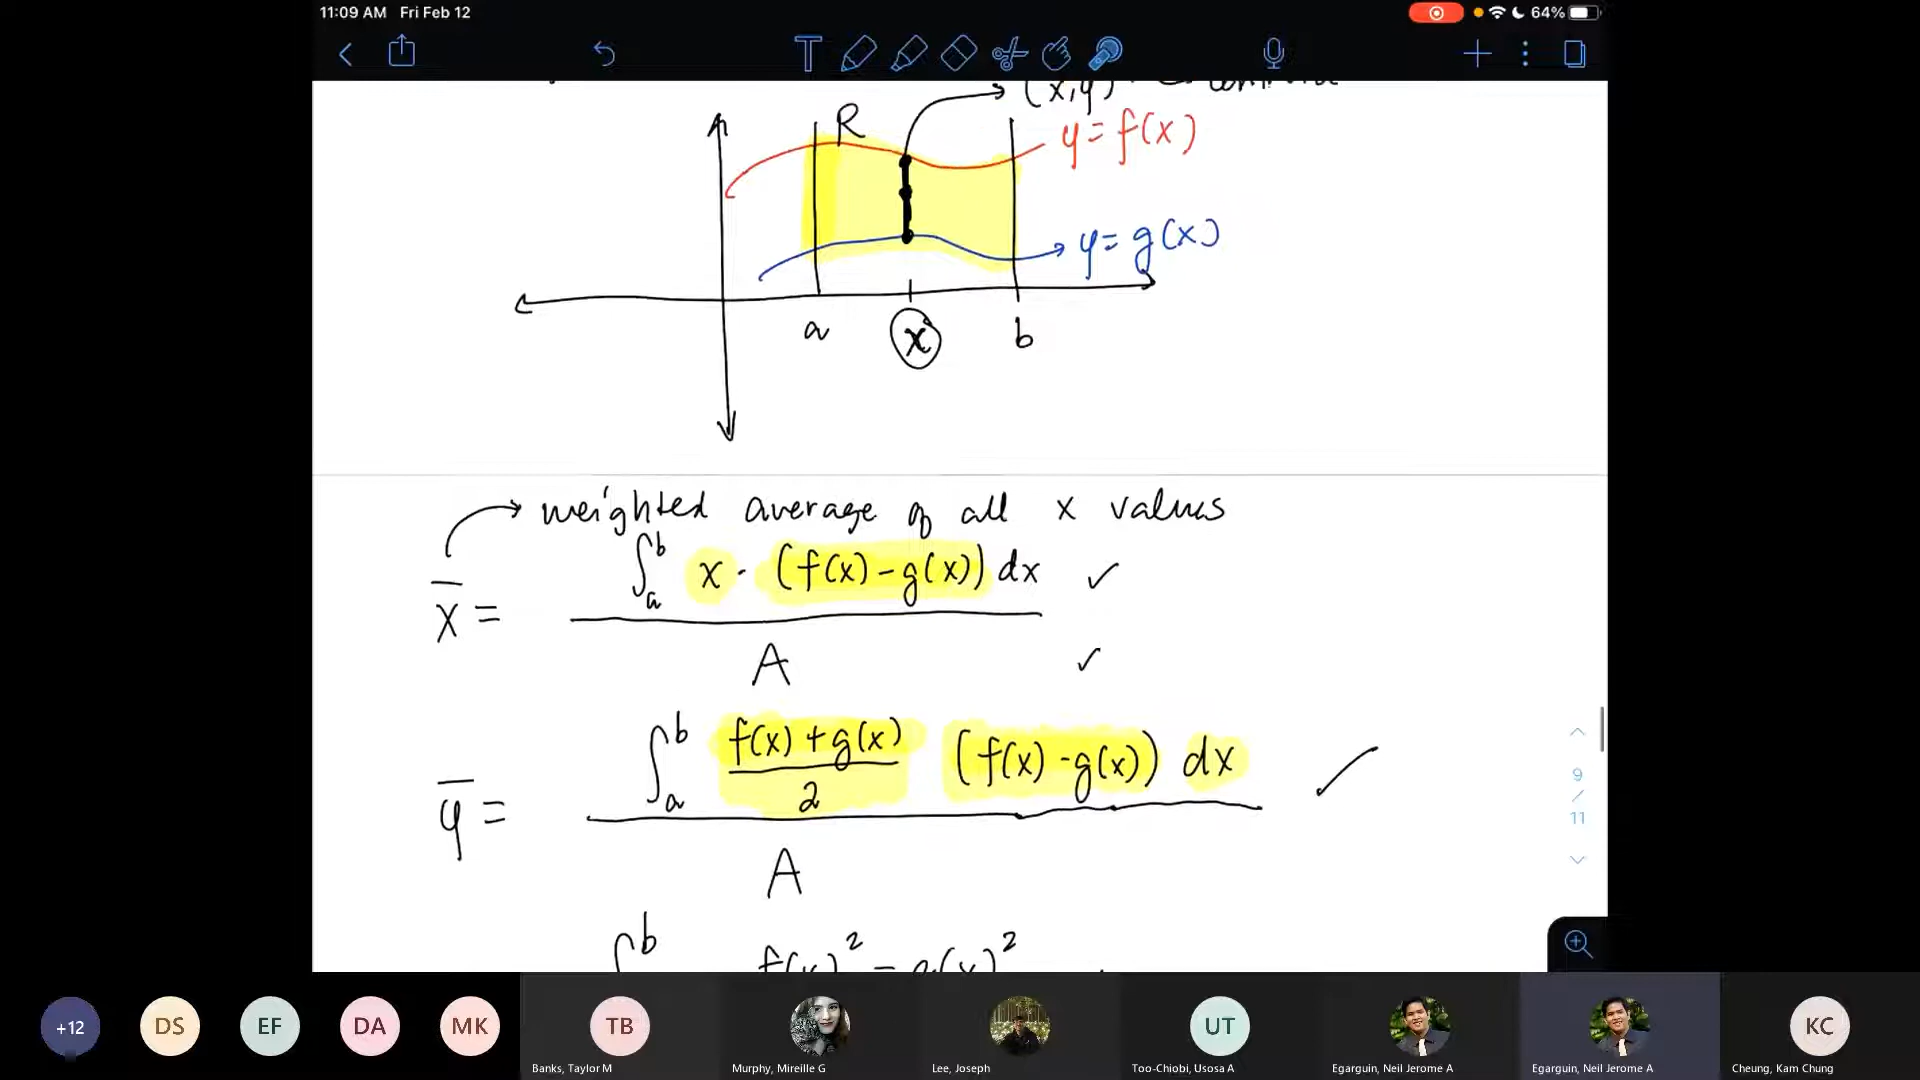 11:09 AM Fri Feb 12
64%
(x,y)
R
y = f(x)
y = g(x)
a
x
b
weighted average of all x values
x̄ = ∫_a^b x · (f(x) - g(x)) dx / A ✓ ✓
ȳ = ∫_a^b (f(x) + g(x))/2 (f(x) - g(x)) dx / A ✓
∫^b f(x)² - g(x)²
9
/
11
+12
DS
EF
DA
MK
TB
UT
KC
Banks, Taylor M
Murphy, Mireille G
Lee, Joseph
Too-Chiobi, Usosa A
Egarguin, Neil Jerome A
Egarguin, Neil Jerome A
Cheung, Kam Chung